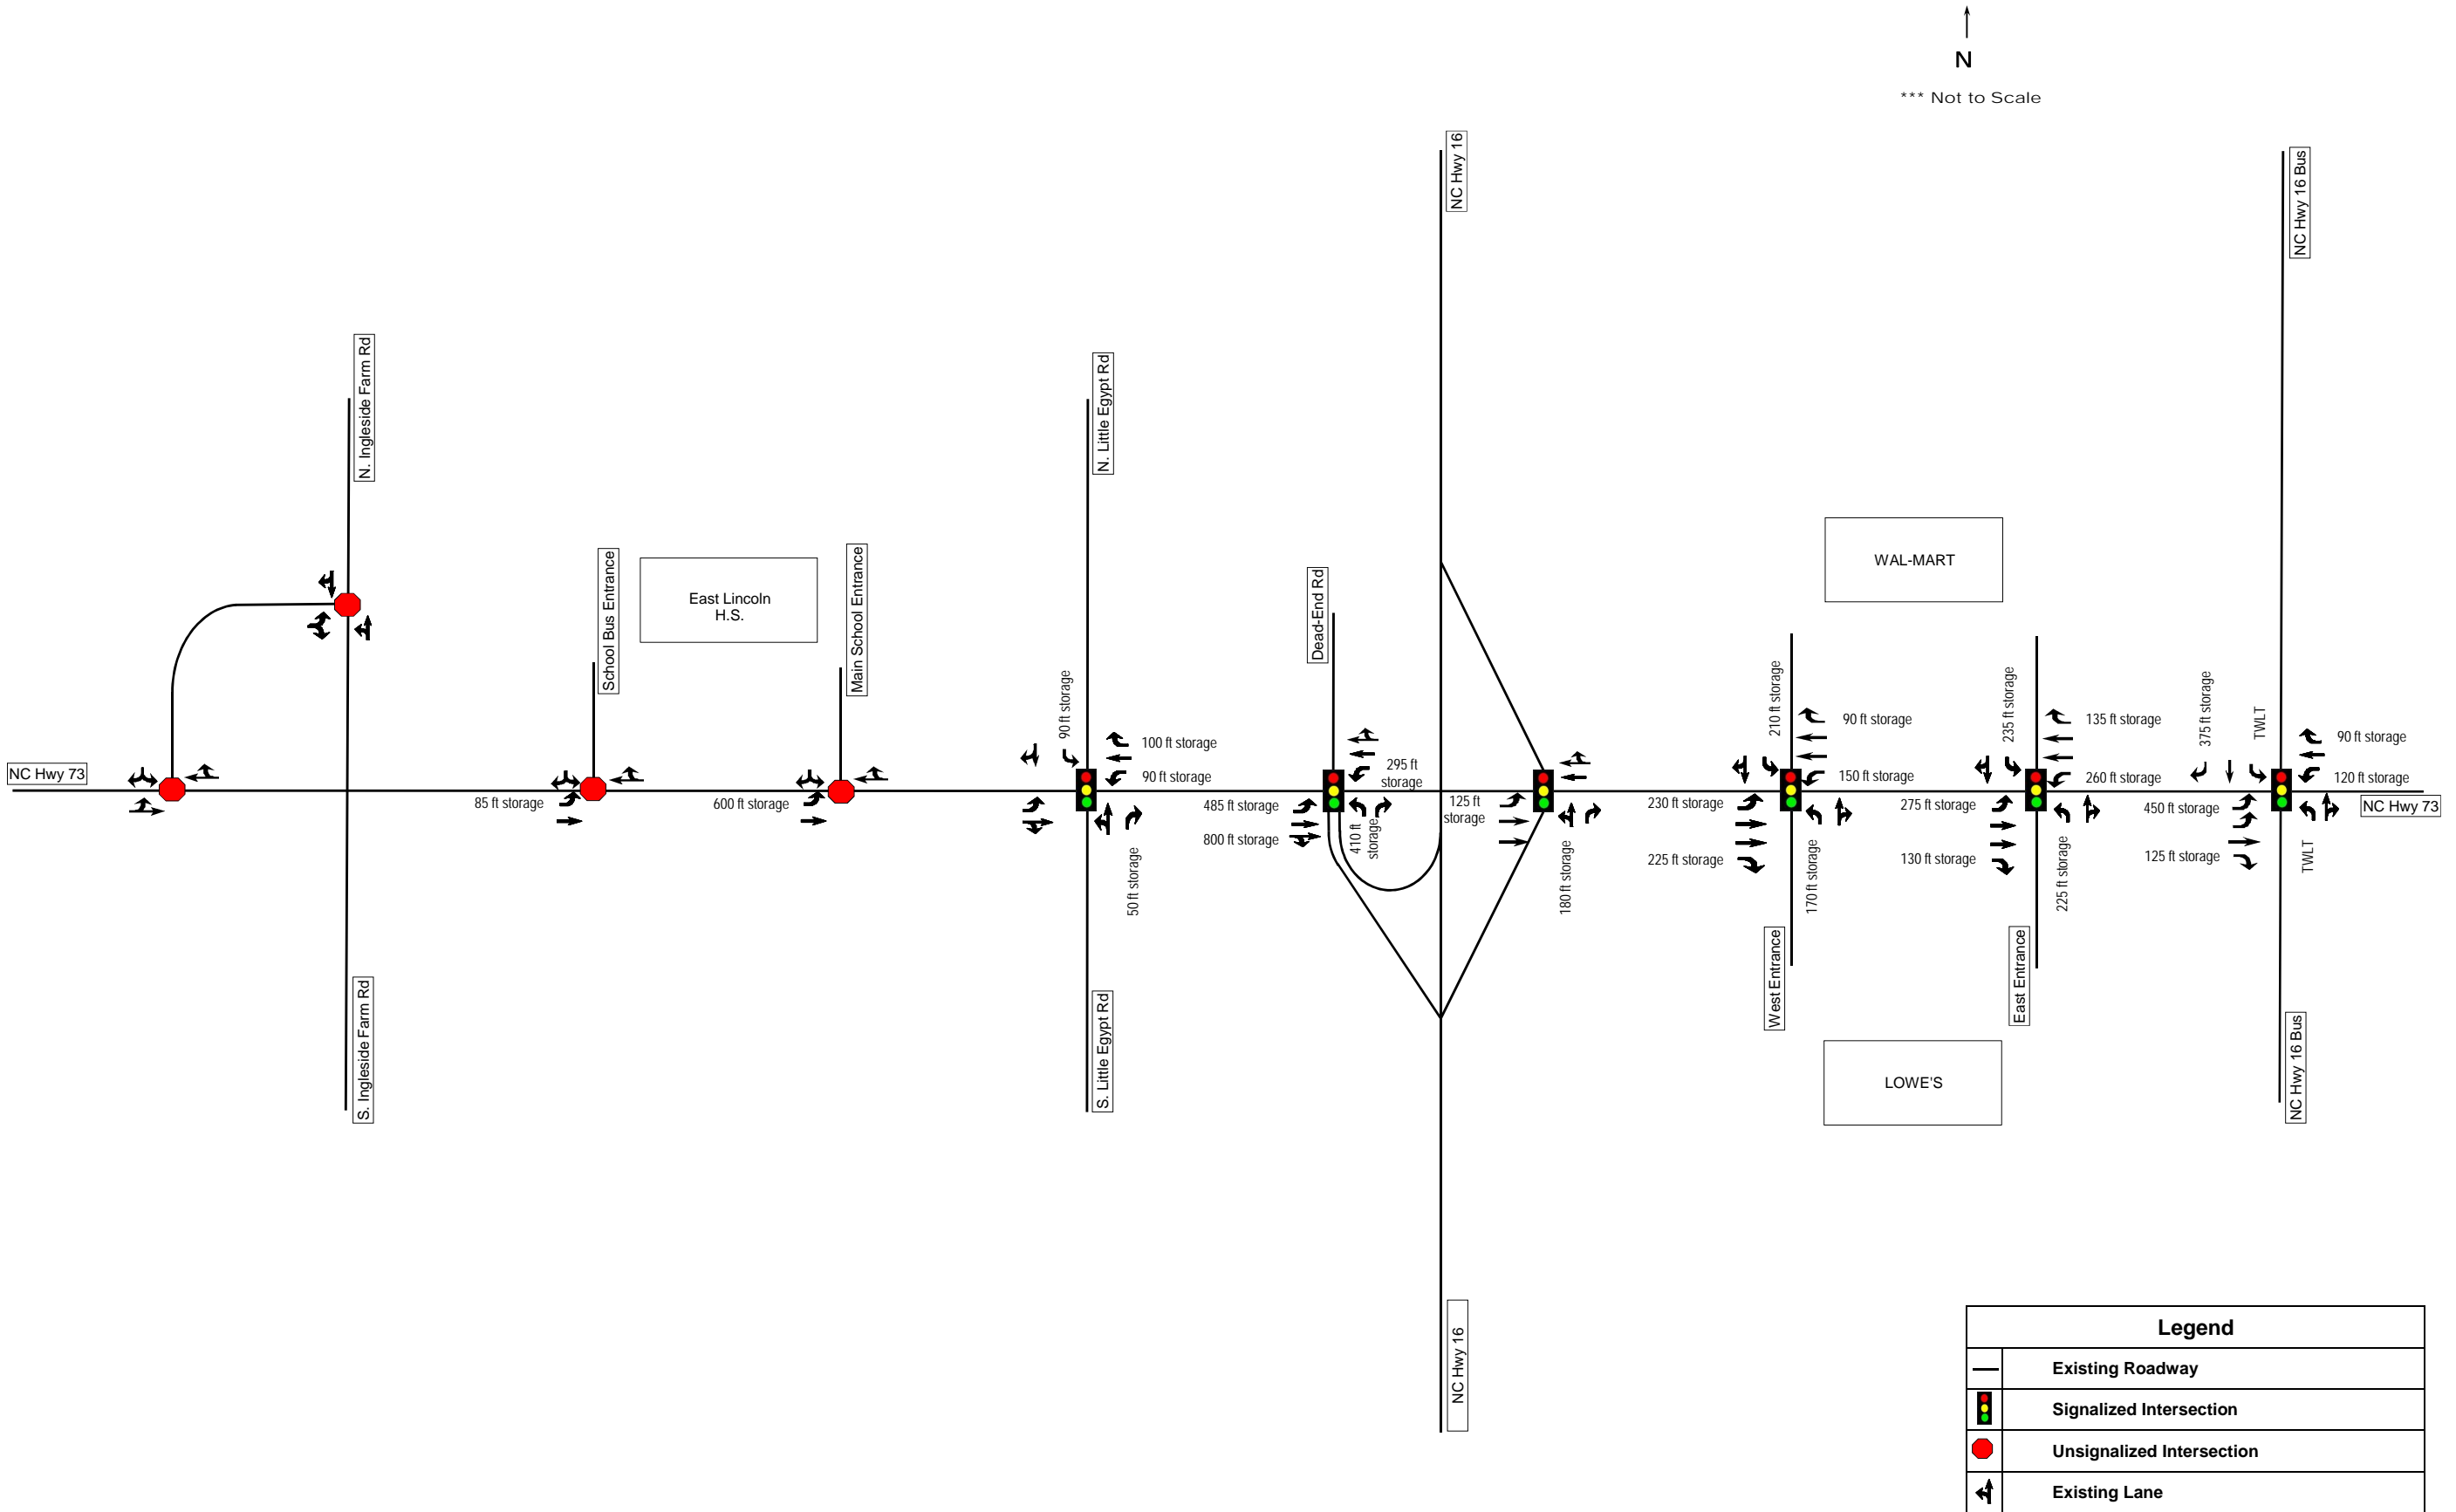 N
*** Not to Scale
NC Hwy 16
NC Hwy 16 Bus
N. Ingleside Farm Rd
N. Little Egypt Rd
WAL-MART
School Bus Entrance
East Lincoln
H.S.
Main School Entrance
Dead-End Rd
90 ft storage
210 ft storage
235 ft storage
375 ft storage
TWLT
100 ft storage
90 ft storage
90 ft storage
135 ft storage
90 ft storage
NC Hwy 73
295 ft
storage
150 ft storage
260 ft storage
120 ft storage
85 ft storage
600 ft storage
485 ft storage
125 ft
storage
230 ft storage
275 ft storage
450 ft storage
NC Hwy 73
800 ft storage
410 ft
storage
225 ft storage
130 ft storage
125 ft storage
TWLT
50 ft storage
180 ft storage
170 ft storage
225 ft storage
West Entrance
East Entrance
S. Ingleside Farm Rd
S. Little Egypt Rd
LOWE'S
NC Hwy 16 Bus
NC Hwy 16
Legend
Existing Roadway
Signalized Intersection
Unsignalized Intersection
Existing Lane